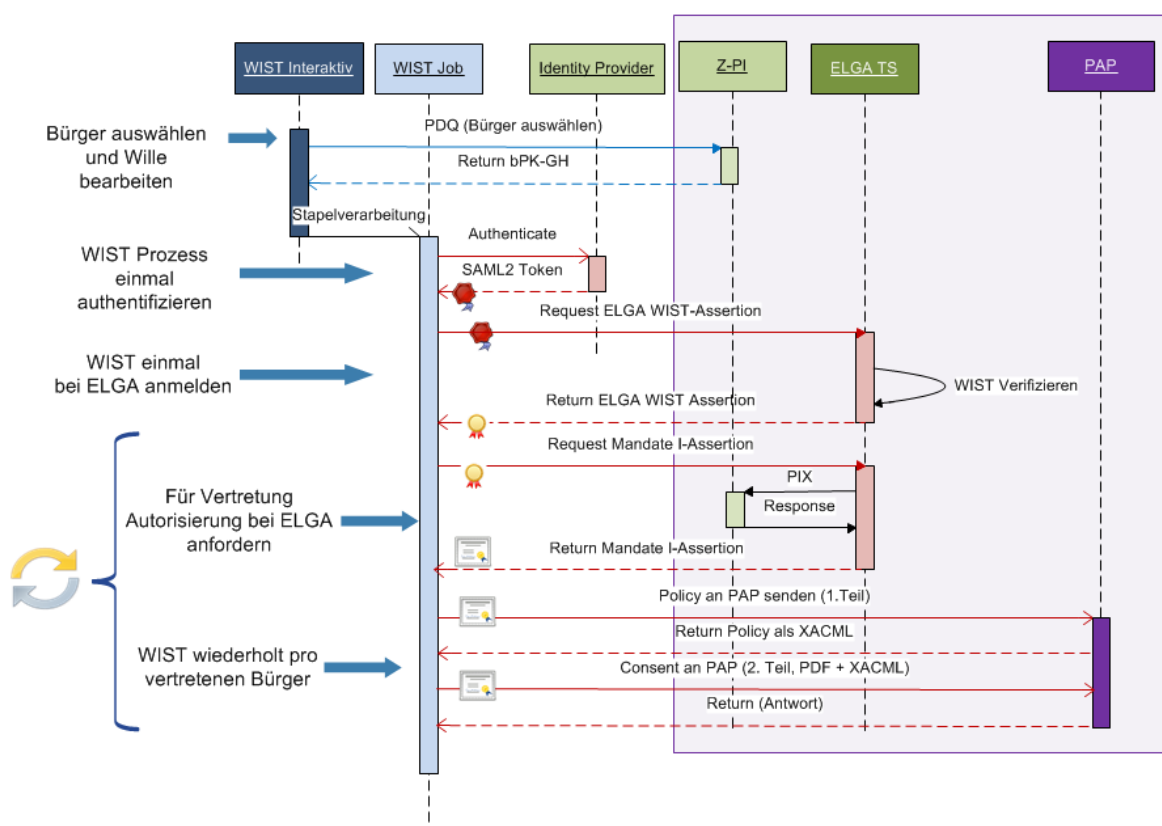 WIST Interaktiv
WIST Job
Identity Provider
Z-PI
ELGA TS
PAP
Bürger auswählen
und Wille
bearbeiten
PDQ (Bürger auswählen)
Return bPK-GH
Stapelverarbeitung
WIST Prozess
einmal
authentifizieren
Authenticate
SAML2 Token
Request ELGA WIST-Assertion
WIST einmal
bei ELGA anmelden
WIST Verifizieren
Return ELGA WIST Assertion
Request Mandate I-Assertion
Für Vertretung
Autorisierung bei ELGA
anfordern
PIX
Response
Return Mandate I-Assertion
Policy an PAP senden (1.Teil)
Return Policy als XACML
WIST wiederholt pro
vertretenen Bürger
Consent an PAP (2. Teil, PDF + XACML)
Return (Antwort)